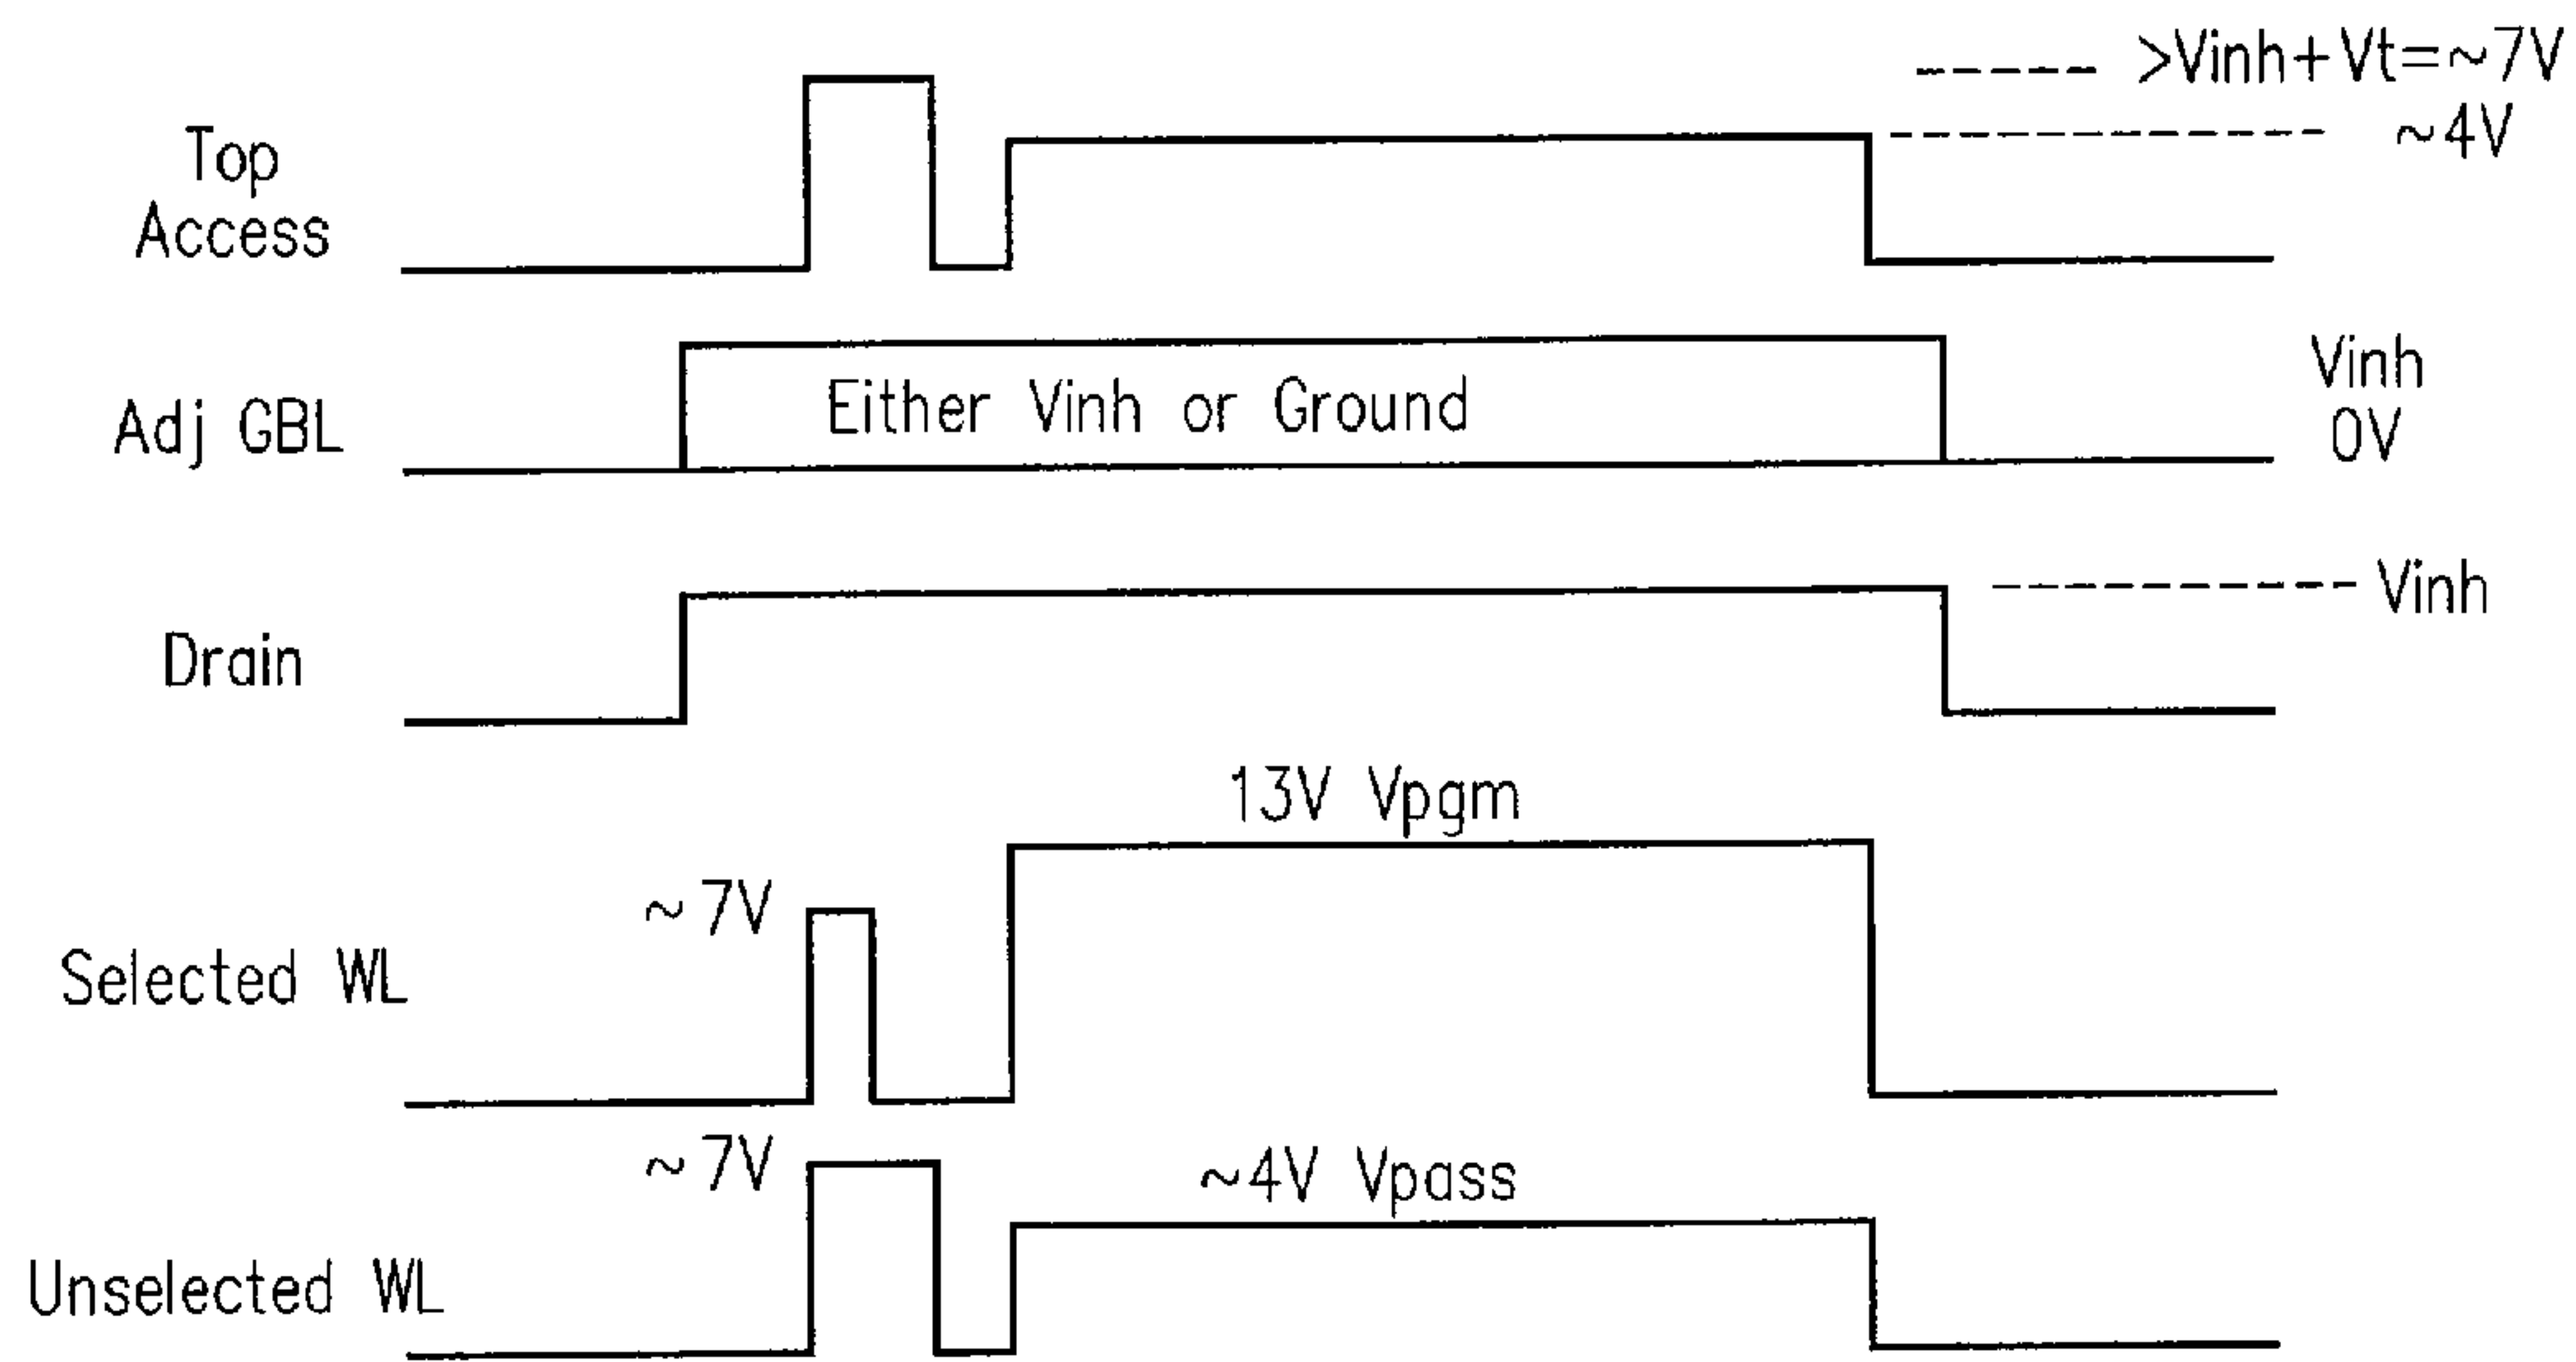 >Vinh+Vt=~7V
~4V
Top
Access
Adj GBL
Either Vinh or Ground
Vinh
0V
Drain
Vinh
13V Vpgm
~7V
Selected WL
~7V
~4V Vpass
Unselected WL